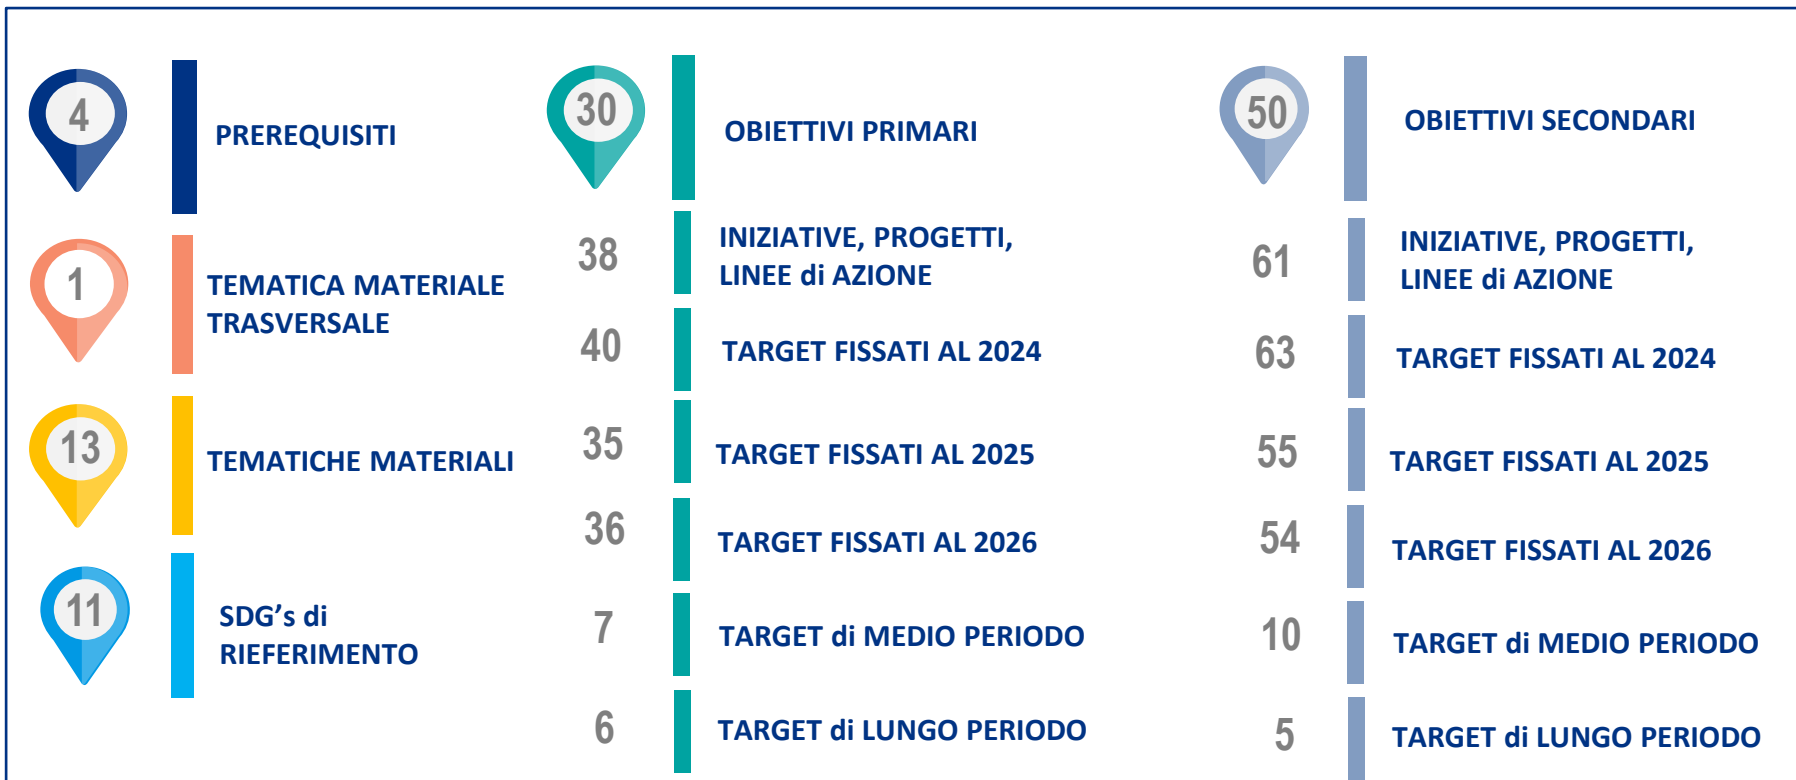 4
PREREQUISITI
1
TEMATICA MATERIALE
TRASVERSALE
13
TEMATICHE MATERIALI
11
SDG's di
RIEFERIMENTO
30
OBIETTIVI PRIMARI
38
INIZIATIVE, PROGETTI,
LINEE di AZIONE
40
TARGET FISSATI AL 2024
35
TARGET FISSATI AL 2025
36
TARGET FISSATI AL 2026
7
TARGET di MEDIO PERIODO
6
TARGET di LUNGO PERIODO
50
OBIETTIVI SECONDARI
61
INIZIATIVE, PROGETTI,
LINEE di AZIONE
63
TARGET FISSATI AL 2024
55
TARGET FISSATI AL 2025
54
TARGET FISSATI AL 2026
10
TARGET di MEDIO PERIODO
5
TARGET di LUNGO PERIODO